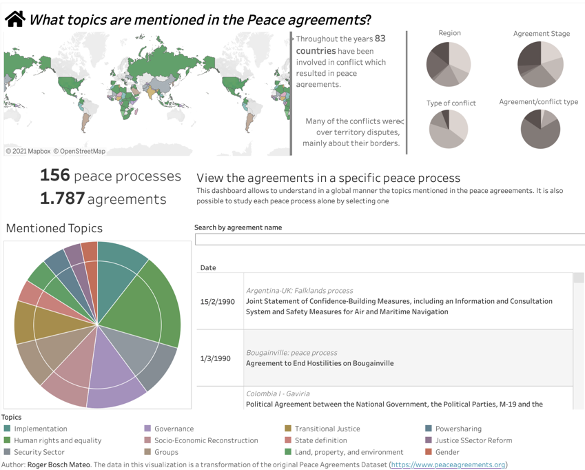 What topics are mentioned in the Peace agreements?
Throughout the years 83
countries have been
involved in conflict which
resulted in peace
agreements.
Many of the conflicts werec
over territory disputes,
mainly about their borders.
Region
Agreement Stage
Type of conflict
Agreement/conflict type
© 2021 Mapbox © OpenStreetMap
156 peace processes
1.787 agreements
View the agreements in a specific peace process
This dashboard allows to understand in a global manner the topics mentioned in the peace agreeements. It is also
possible to study each peace process alone by selecting one
Mentioned Topics
Search by agreement name
Date
15/2/1990
Argentina-UK: Falklands process
Joint Statement of Confidence-Building Measures, including an Information and Consultation
System and Safety Measures for Air and Maritime Navigation
1/3/1990
Bougainville: peace process
Agreement to End Hostilities on Bougainville
Colombia I - Gaviria
Political Agreement between the National Government, the Political Parties, M-19 and the
Topics
Implementation
Governance
Transitional Justice
Powersharing
Human rights and equality
Socio-Economic Reconstruction
State definition
Justice SSector Reform
Security Sector
Groups
Land, property, and environment
Gender
Author: Roger Bosch Mateo. The data in this visualization is a transformation of the original Peace Agreements Dataset (https://www.peaceagreements.org)